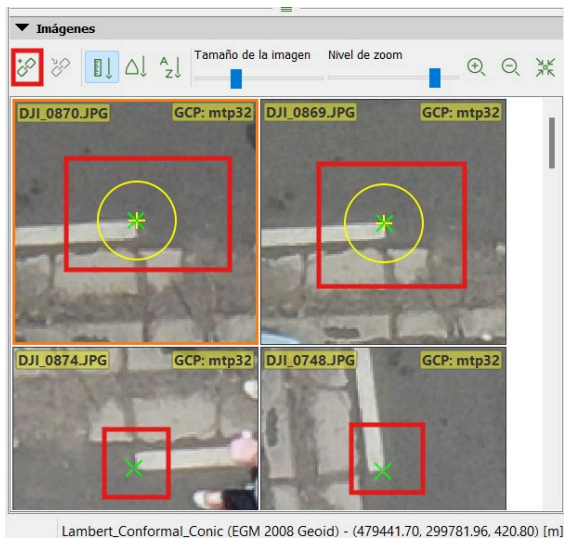 Imágenes
Tamaño de la imagen Nivel de zoom
A
Z
DJI_0870.JPG GCP: mtp32 DJI_0869.JPG GCP: mtp32
DJI_0874.JPG GCP: mtp32 DJI_0748.JPG GCP: mtp32
Lambert_Conformal_Conic (EGM 2008 Geoid) - (479441.70, 299781.96, 420.80) [m]